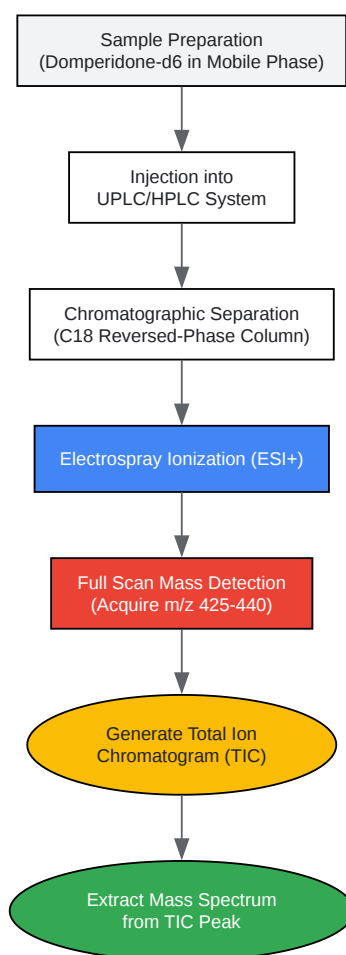 Sample Preparation
(Domperidone-d6 in Mobile Phase)
Injection into
UPLC/HPLC System
Chromatographic Separation
(C18 Reversed-Phase Column)
Electrospray Ionization (ESI+)
Full Scan Mass Detection
(Acquire m/z 425-440)
Generate Total Ion
Chromatogram (TIC)
Extract Mass Spectrum
from TIC Peak